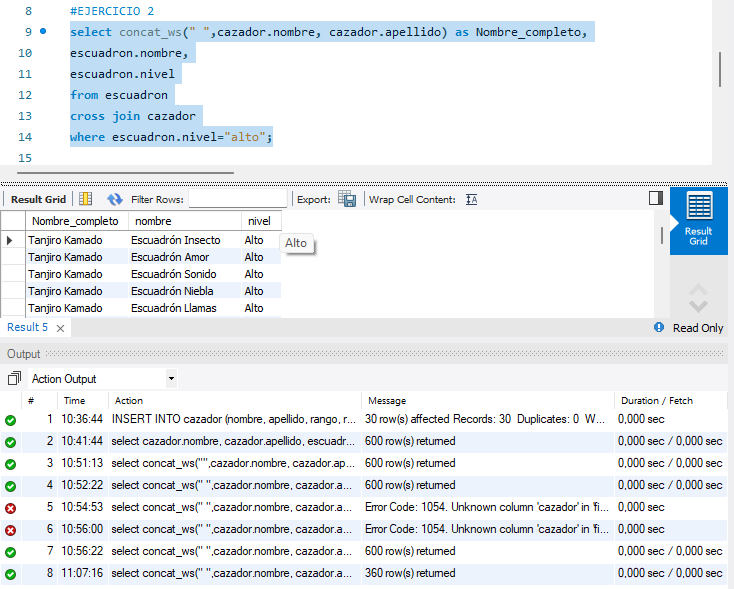 8 #EJERCICIO 2
9 select concat_ws(" ",cazador.nombre, cazador.apellido) as Nombre_completo,
10 escuadron.nombre,
11 escuadron.nivel
12 from escuadron
13 cross join cazador
14 where escuadron.nivel="alto";
15
Result Grid Filter Rows: Export: Wrap Cell Content: IA
Nombre_completo nombre nivel
Tanjiro Kamado Escuadrón Insecto Alto
Alto
Tanjiro Kamado Escuadrón Amor Alto
Tanjiro Kamado Escuadrón Sonido Alto
Tanjiro Kamado Escuadrón Niebla Alto
Tanjiro Kamado Escuadrón Llamas Alto
Result
Grid
Result 5 Read Only
Output
Action Output
# Time Action Message Duration / Fetch
1 10:36:44 INSERT INTO cazador (nombre, apellido, rango, r... 30 row(s) affected Records: 30 Duplicates: 0 W... 0,000 sec
2 10:41:44 select cazador.nombre, cazador.apellido, escuadr... 600 row(s) returned 0,000 sec / 0,000 sec
3 10:51:13 select concat_ws("",cazador.nombre, cazador.ap... 600 row(s) returned 0,000 sec / 0,000 sec
4 10:52:22 select concat_ws(" ",cazador.nombre, cazador.a... 600 row(s) returned 0,000 sec / 0,000 sec
5 10:54:53 select concat_ws(" ",cazador.nombre, cazador.a... Error Code: 1054. Unknown column 'cazador' in 'fi... 0,000 sec
6 10:56:00 select concat_ws(" ",cazador.nombre, cazador.a... Error Code: 1054. Unknown column 'cazador' in 'fi... 0,000 sec
7 10:56:22 select concat_ws(" ",cazador.nombre, cazador.a... 600 row(s) returned 0,000 sec / 0,000 sec
8 11:07:16 select concat_ws(" ",cazador.nombre, cazador.a... 360 row(s) returned 0,000 sec / 0,000 sec